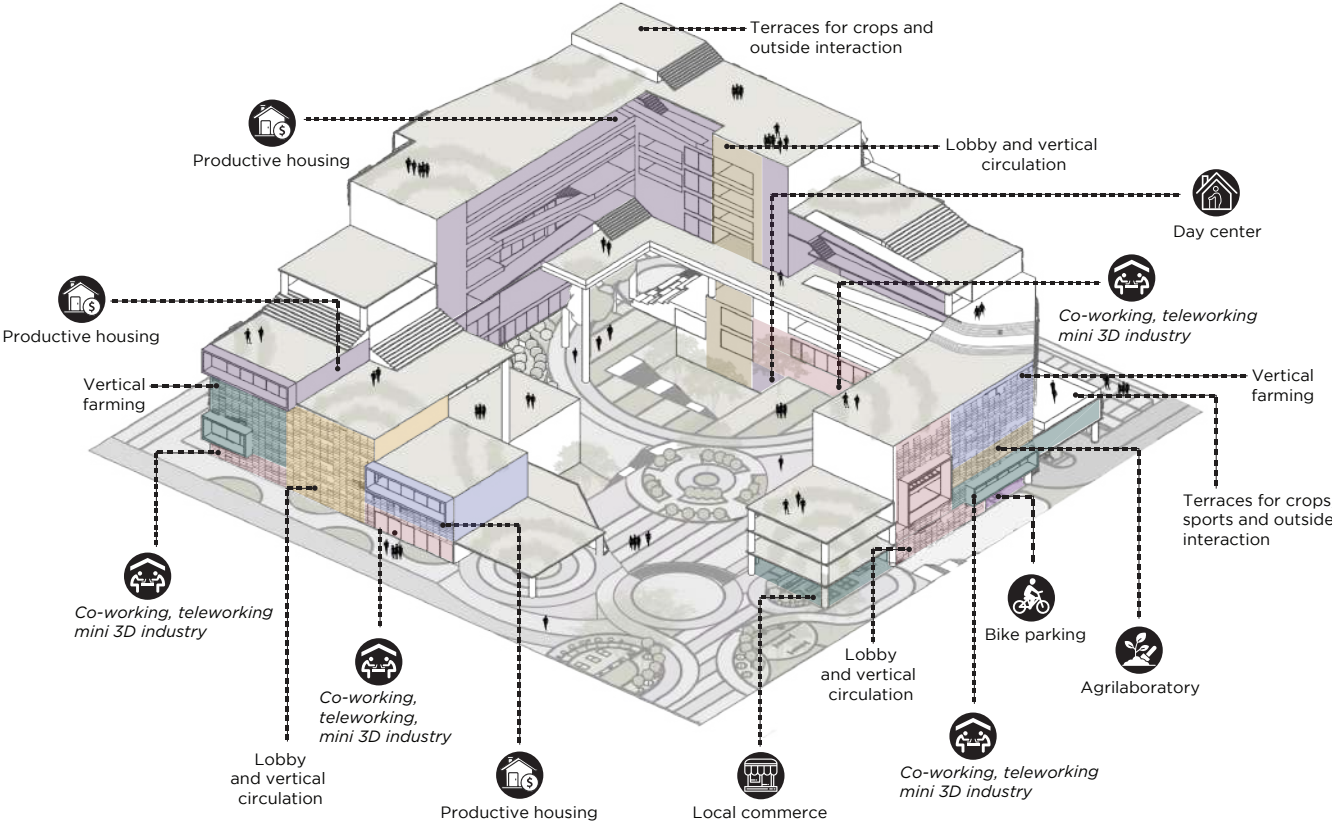 Terraces for crops and
outside interaction
Productive housing
Lobby and vertical
circulation
Day center
Co-working, teleworking
mini 3D industry
Productive housing
Vertical
farming
Vertical
farming
Terraces for crops
sports and outside
interaction
Co-working, teleworking
mini 3D industry
Bike parking
Agrilaboratory
Lobby
and vertical
circulation
Co-working,
teleworking,
mini 3D industry
Lobby
and vertical
circulation
Productive housing
Local commerce
Co-working, teleworking
mini 3D industry